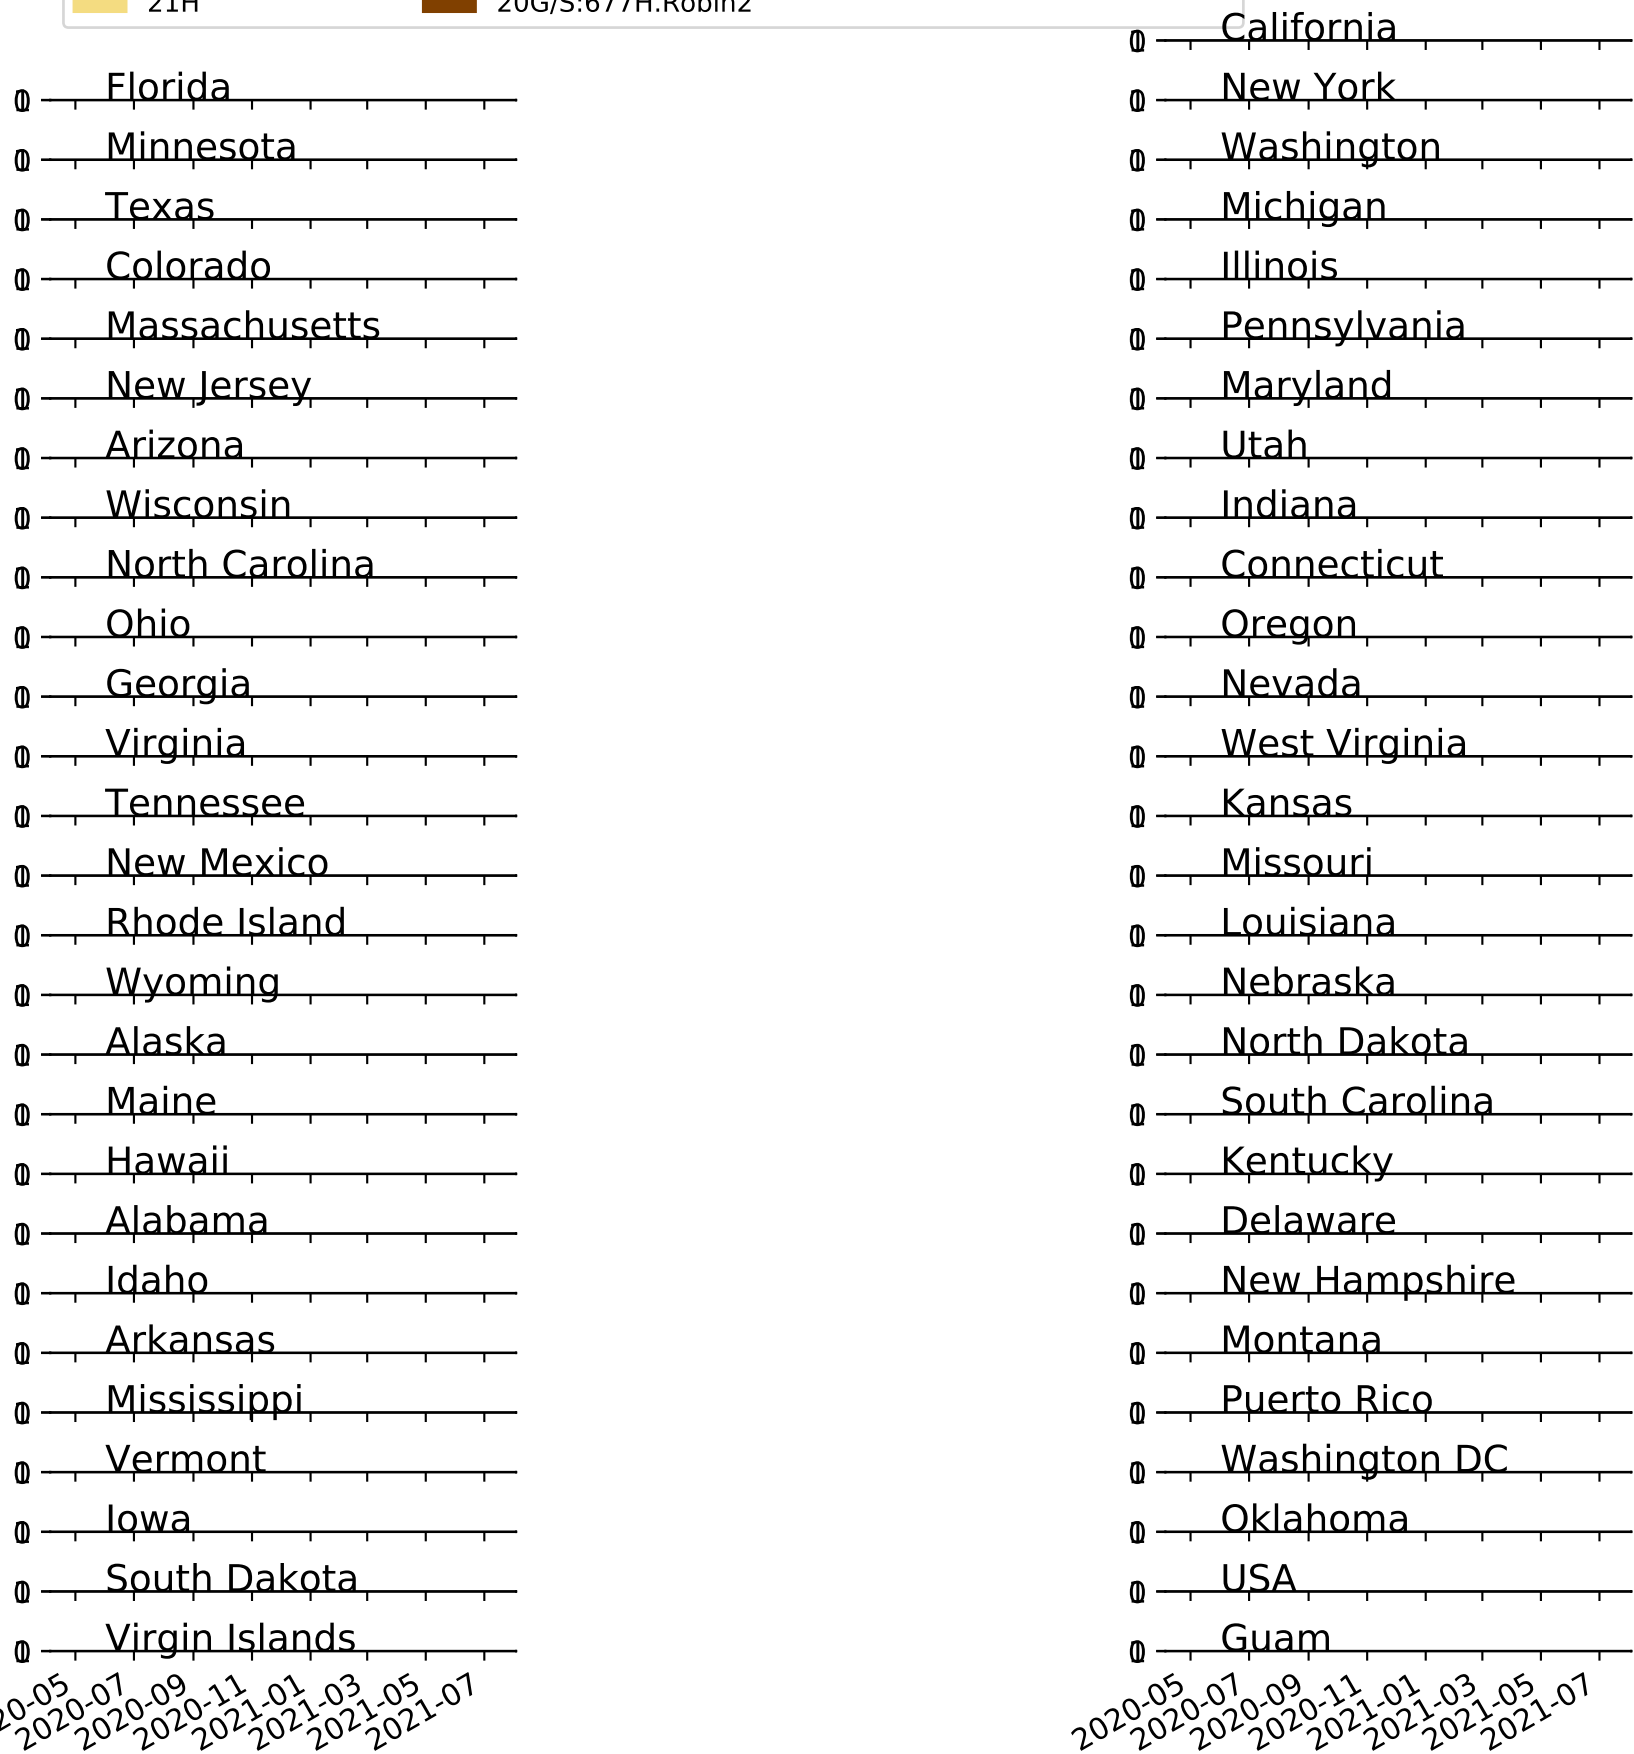 21H 20G/S:677H.Robin2
California
Florida New York
Minnesota Washington
Texas Michigan
Colorado Illinois
Massachusetts Pennsylvania
New Jersey Maryland
Arizona Utah
Wisconsin Indiana
North Carolina Connecticut
Ohio Oregon
Georgia Nevada
Virginia West Virginia
Tennessee Kansas
New Mexico Missouri
Rhode Island Louisiana
Wyoming Nebraska
Alaska North Dakota
Maine South Carolina
Hawaii Kentucky
Alabama Delaware
Idaho New Hampshire
Arkansas Montana
Mississippi Puerto Rico
Vermont Washington DC
Iowa Oklahoma
South Dakota USA
Virgin Islands Guam
20-05 2020-07 2020-09 2020-11 2021-01 2021-03 2021-05 2021-07 2020-05 2020-07 2020-09 2020-11 2021-01 2021-03 2021-05 2021-07